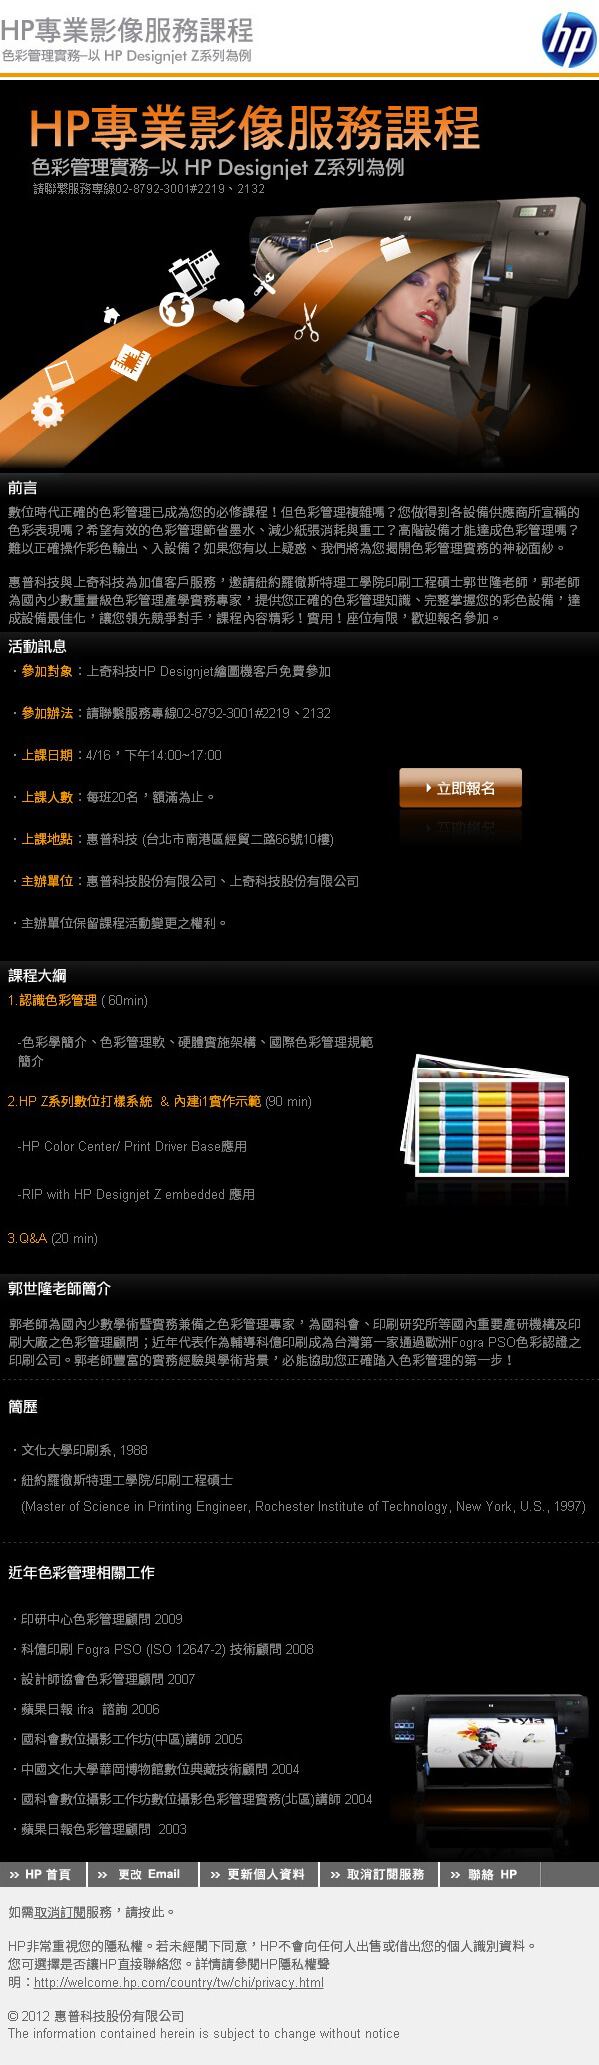 HP專業影像服務課程
色彩管理實務–以 HP Designjet Z系列為例
hp
HP專業影像服務課程
色彩管理實務–以 HP Designjet Z系列為例
請聯繫服務專線02-8792-3001#2219、2132
前言
數位時代正確的色彩管理已成為您的必修課程！但色彩管理複雜嗎？您做得到各設備供應商所宣稱的
色彩表現嗎？希望有效的色彩管理節省墨水、減少紙張消耗與重工？高階設備才能達成色彩管理嗎？
難以正確操作彩色輸出、入設備？如果您有以上疑惑、我們將為您揭開色彩管理實務的神秘面紗。
惠普科技與上奇科技為加值客戶服務，邀請紐約羅徹斯特理工學院印刷工程碩士郭世隆老師，郭老師
為國內少數重量級色彩管理產學實務專家，提供您正確的色彩管理知識、完整掌握您的彩色設備，達
成設備最佳化，讓您領先競爭對手，課程內容精彩！實用！座位有限，歡迎報名參加。
活動訊息
・參加對象：上奇科技HP Designjet繪圖機客戶免費參加
・參加辦法：請聯繫服務專線02-8792-3001#2219、2132
・上課日期：4/16，下午14:00~17:00
・上課人數：每班20名，額滿為止。
立即報名
・上課地點：惠普科技 (台北市南港區經貿二路66號10樓)
・主辦單位：惠普科技股份有限公司、上奇科技股份有限公司
・主辦單位保留課程活動變更之權利。
課程大綱
1.認識色彩管理 ( 60min)
-色彩學簡介、色彩管理軟、硬體實施架構、國際色彩管理規範
簡介
2.HP Z系列數位打樣系統 & 內建i1實作示範 (90 min)
-HP Color Center/ Print Driver Base應用
-RIP with HP Designjet Z embedded 應用
3.Q&A (20 min)
郭世隆老師簡介
郭老師為國內少數學術暨實務兼備之色彩管理專家，為國科會、印刷研究所等國內重要產研機構及印
刷大廠之色彩管理顧問；近年代表作為輔導科億印刷成為台灣第一家通過歐洲Fogra PSO色彩認證之
印刷公司。郭老師豐富的實務經驗與學術背景，必能協助您正確踏入色彩管理的第一步！
簡歷
・文化大學印刷系, 1988
・紐約羅徹斯特理工學院/印刷工程碩士
(Master of Science in Printing Engineer, Rochester Institute of Technology, New York, U.S., 1997)
近年色彩管理相關工作
・印研中心色彩管理顧問 2009
・科億印刷 Fogra PSO (ISO 12647-2) 技術顧問 2008
・設計師協會色彩管理顧問 2007
・蘋果日報 ifra 諮詢 2006
・國科會數位攝影工作坊(中區)講師 2005
・中國文化大學華岡博物館數位典藏技術顧問 2004
・國科會數位攝影工作坊數位攝影色彩管理實務(北區)講師 2004
・蘋果日報色彩管理顧問 2003
Styla
» HP 首頁 » 更改 Email » 更新個人資料 » 取消訂閱服務 » 聯絡 HP
如需取消訂閱服務，請按此。
HP非常重視您的隱私權。若未經閣下同意，HP不會向任何人出售或借出您的個人識別資料。
您可選擇是否讓HP直接聯絡您。詳情請參閱HP隱私權聲
明：http://welcome.hp.com/country/tw/chi/privacy.html
© 2012 惠普科技股份有限公司
The information contained herein is subject to change without notice